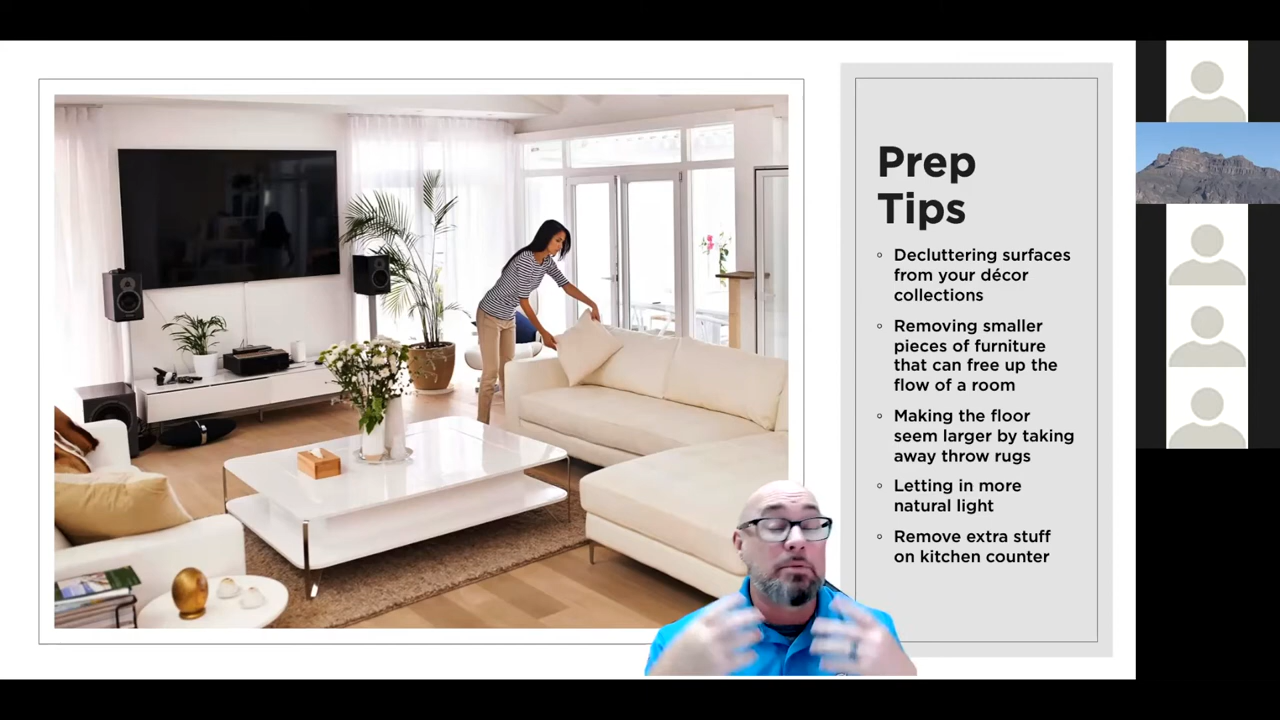 Prep
Tips
◦ Decluttering surfaces
from your décor
collections
◦ Removing smaller
pieces of furniture
that can free up the
flow of a room
◦ Making the floor
seem larger by taking
away throw rugs
◦ Letting in more
natural light
◦ Remove extra stuff
on kitchen counter